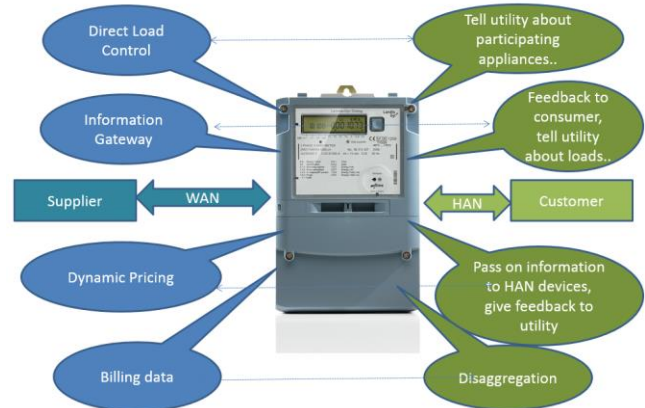 Direct Load
Control
Tell utility about
participating
appliances..
Information
Gateway
Feedback to
consumer,
tell utility
about loads..
Supplier
WAN
HAN
Customer
Dynamic Pricing
Pass on information
to HAN devices,
give feedback to
utility
Billing data
Disaggregation